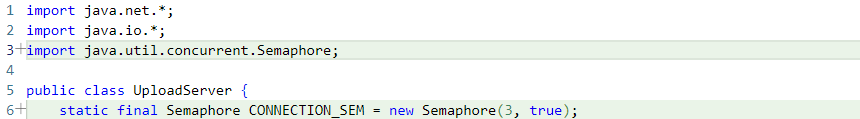 1 import java.net.*;
2 import java.io.*;
3+import java.util.concurrent.Semaphore;
4
5 public class UploadServer {
6+    static final Semaphore CONNECTION_SEM = new Semaphore(3, true);